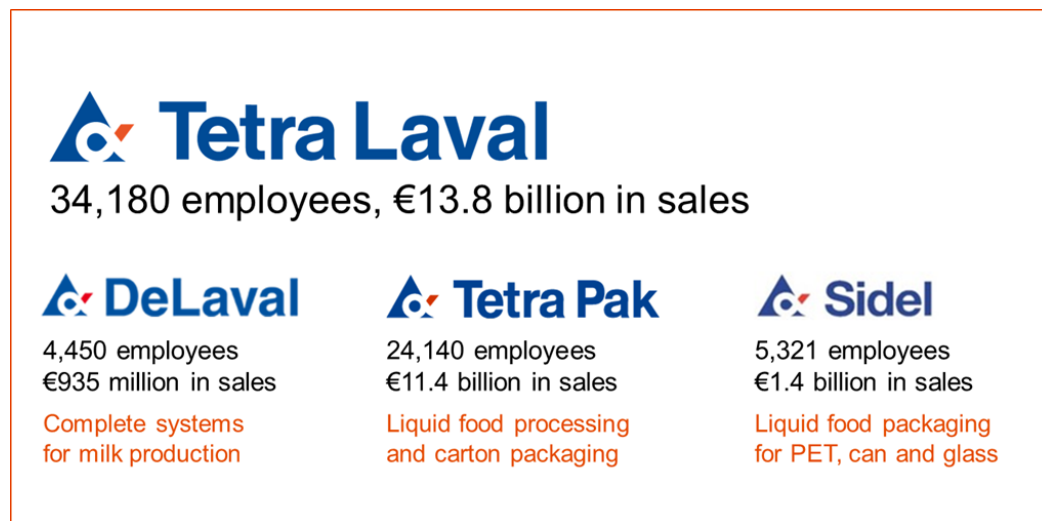 Tetra Laval
34,180 employees, €13.8 billion in sales
DeLaval
4,450 employees
€935 million in sales
Complete systems
for milk production
Tetra Pak
24,140 employees
€11.4 billion in sales
Liquid food processing
and carton packaging
Sidel
5,321 employees
€1.4 billion in sales
Liquid food packaging
for PET, can and glass